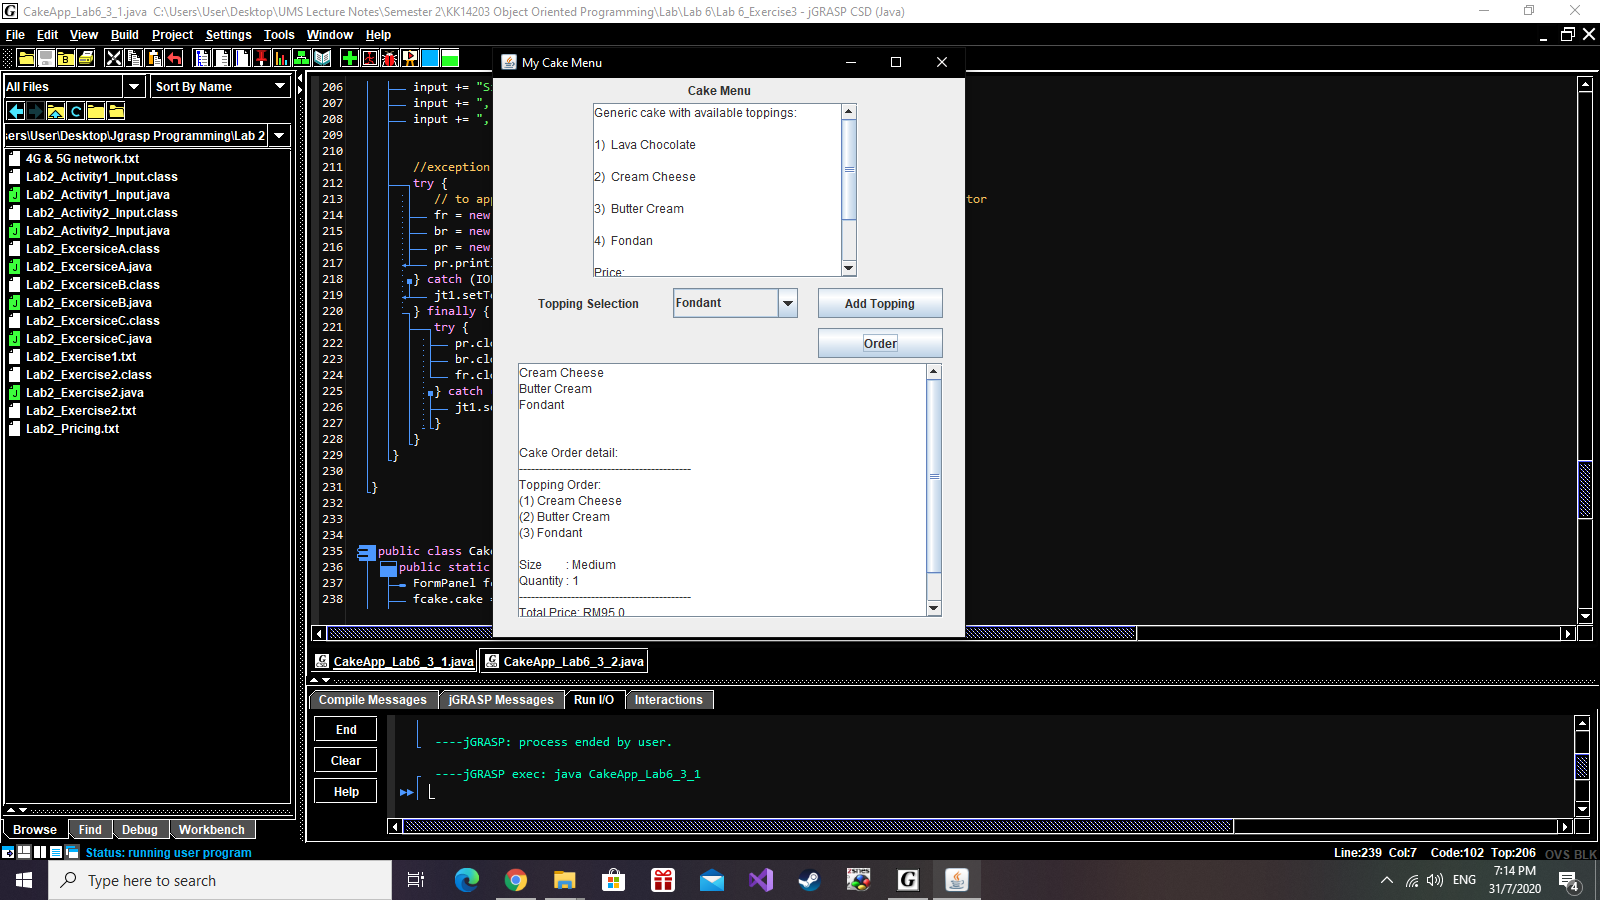 CakeApp_Lab6_3_1.java  C:\Users\User\Desktop\UMS Lecture Notes\Semester 2\KK14203 Object Oriented Programming\Lab\Lab 6\Lab 6_Exercise3 - jGRASP CSD (Java)
File Edit View Build Project Settings Tools Window Help
All Files
Sort By Name
sers\User\Desktop\Jgrasp Programming\Lab 2
4G & 5G network.txt
Lab2_Activity1_Input.class
Lab2_Activity1_Input.java
Lab2_Activity2_Input.class
Lab2_Activity2_Input.java
Lab2_ExcersiceA.class
Lab2_ExcersiceA.java
Lab2_ExcersiceB.class
Lab2_ExcersiceB.java
Lab2_ExcersiceC.class
Lab2_ExcersiceC.java
Lab2_Exercise1.txt
Lab2_Exercise2.class
Lab2_Exercise2.java
Lab2_Exercise2.txt
Lab2_Pricing.txt
Browse Find Debug Workbench
Status: running user program
206 input += "S
207 input += ",
208 input += ",
209
210
211 //exception
212 try {
213 // to ap tor
214 fr = new
215 br = new
216 pr = new
217 pr.printl
218 } catch (IO
219 jt1.setT
220 } finally {
221 try {
222 pr.cl
223 br.cl
224 fr.cl
225 } catch
226 jt1.s
227 }
228 }
229 }
230
231 }
232
233
234
235 public class Cak
236 public static
237 FormPanel f
238 fcake.cake =
My Cake Menu
Cake Menu
Generic cake with available toppings:
1) Lava Chocolate
2) Cream Cheese
3) Butter Cream
4) Fondan
Price:
Topping Selection
Fondant
Add Topping
Order
Cream Cheese
Butter Cream
Fondant
Cake Order detail:
-------------------------------------------
Topping Order:
(1) Cream Cheese
(2) Butter Cream
(3) Fondant
Size : Medium
Quantity : 1
-------------------------------------------
Total Price: RM95.0
CakeApp_Lab6_3_1.java CakeApp_Lab6_3_2.java
Compile Messages jGRASP Messages Run I/O Interactions
End
Clear
Help
----jGRASP: process ended by user.
----jGRASP exec: java CakeApp_Lab6_3_1
Line:239 Col:7 Code:102 Top:206 OVS BLK
Type here to search
ENG
7:14 PM
31/7/2020
4